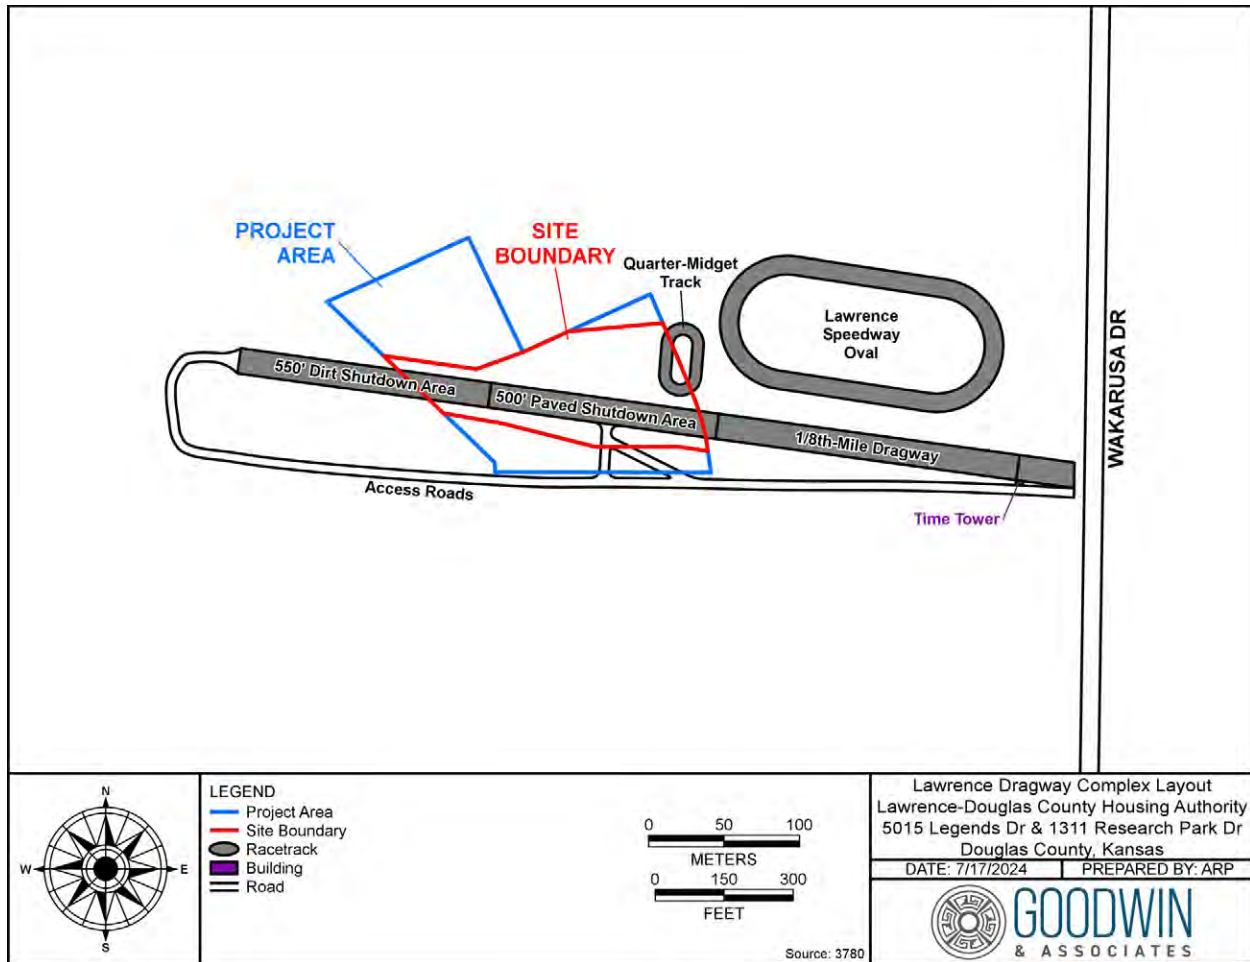 PROJECT
AREA
SITE
BOUNDARY
Quarter-Midget
Track
Lawrence
Speedway
Oval
WAKARUSA DR
550' Dirt Shutdown Area
500' Paved Shutdown Area
1/8th-Mile Dragway
Access Roads
Time Tower
N
W
E
S
LEGEND
Project Area
Site Boundary
Racetrack
Building
Road
0 50 100
METERS
0 150 300
FEET
Source: 3780
Lawrence Dragway Complex Layout
Lawrence-Douglas County Housing Authority
5015 Legends Dr & 1311 Research Park Dr
Douglas County, Kansas
DATE: 7/17/2024 PREPARED BY: ARP
GOODWIN
& ASSOCIATES